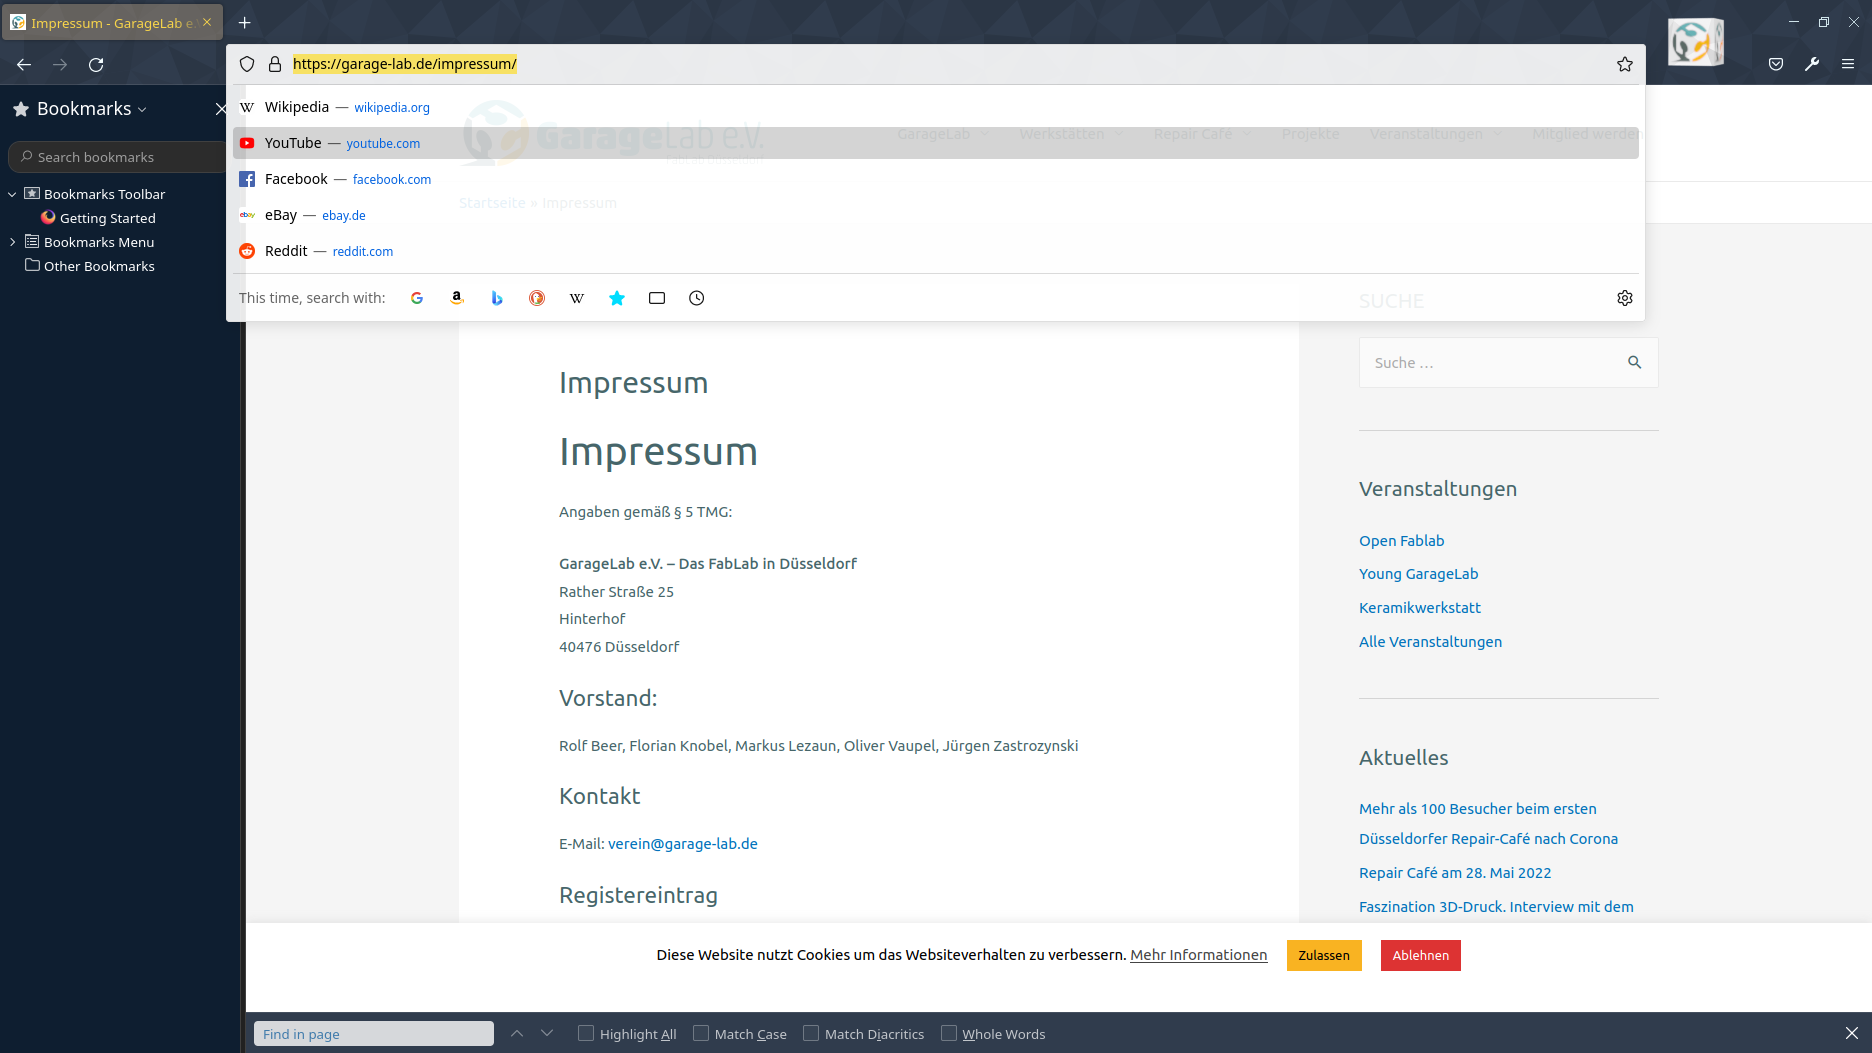 Impressum - GarageLab e.
https://garage-lab.de/impressum/
Bookmarks
Search bookmarks
Bookmarks Toolbar
Getting Started
Bookmarks Menu
Other Bookmarks
Wikipedia — wikipedia.org
YouTube — youtube.com
Facebook — facebook.com
eBay — ebay.de
Reddit — reddit.com
This time, search with:
GarageLab e.V.
GarageLab Werkstätten Repair Café Projekte Veranstaltungen Mitglied werden
Startseite » Impressum
Impressum
Impressum
Angaben gemäß § 5 TMG:
GarageLab e.V. – Das FabLab in Düsseldorf
Rather Straße 25
Hinterhof
40476 Düsseldorf
Vorstand:
Rolf Beer, Florian Knobel, Markus Lezaun, Oliver Vaupel, Jürgen Zastrozynski
Kontakt
E-Mail: verein@garage-lab.de
Registereintrag
SUCHE
Suche …
Veranstaltungen
Open Fablab
Young GarageLab
Keramikwerkstatt
Alle Veranstaltungen
Aktuelles
Mehr als 100 Besucher beim ersten
Düsseldorfer Repair-Café nach Corona
Repair Café am 28. Mai 2022
Faszination 3D-Druck. Interview mit dem
Diese Website nutzt Cookies um das Websiteverhalten zu verbessern. Mehr Informationen Zulassen Ablehnen
Find in page Highlight All Match Case Match Diacritics Whole Words